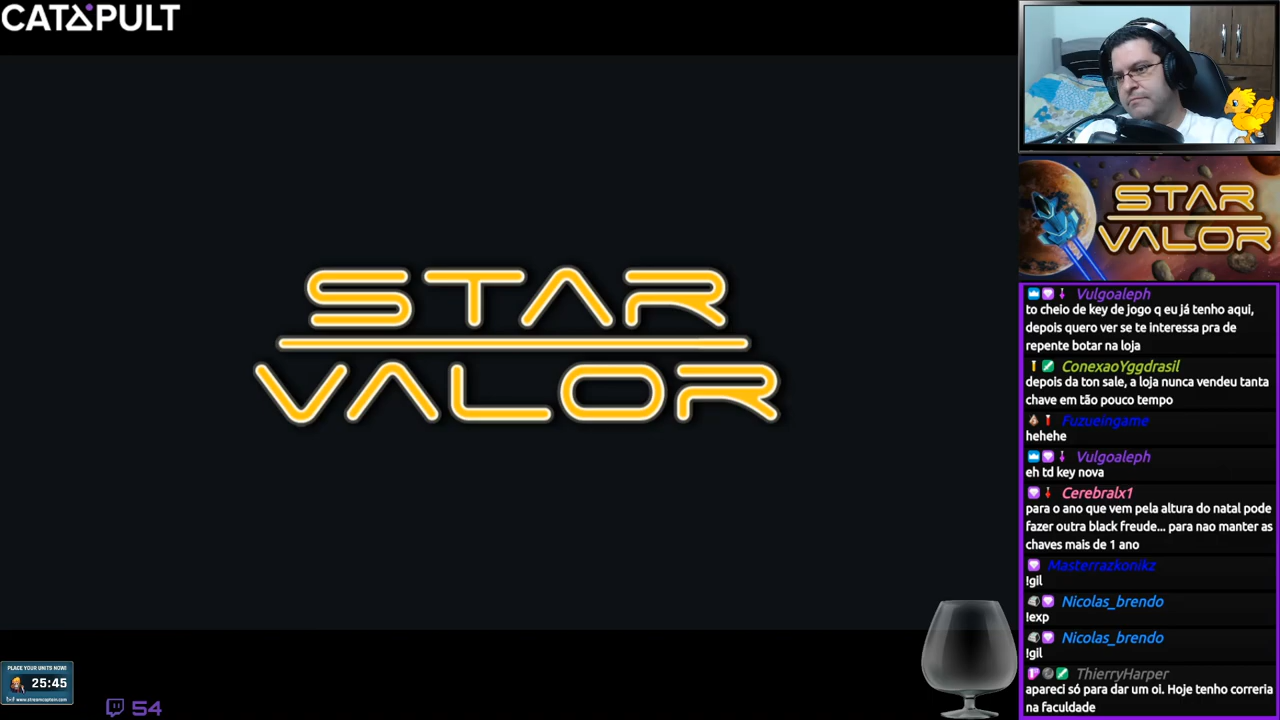 CATAPULT
STAR
VALOR
STAR
VALOR
Vulgoaleph
to cheio de key de jogo q eu já tenho aqui,
depois quero ver se te interessa pra de
repente botar na loja
ConexaoYggdrasil
depois da ton sale, a loja nunca vendeu tanta
chave em tão pouco tempo
Fuzueingame
hehehe
Vulgoaleph
eh td key nova
Cerebralx1
para o ano que vem pela altura do natal pode
fazer outra black freude... para nao manter as
chaves mais de 1 ano
Masterrazkonikz
!gil
Nicolas_brendo
!exp
Nicolas_brendo
!gil
ThierryHarper
apareci só para dar um oi. Hoje tenho correria
na faculdade
PLACE YOUR UNITS NOW!
25:45
www.streamcaptain.com
54